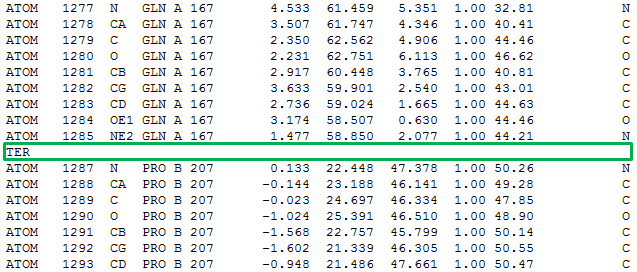 ATOM   1277  N   GLN A 167       4.533  61.459   5.351  1.00 32.81           N
ATOM   1278  CA  GLN A 167       3.507  61.747   4.346  1.00 40.41           C
ATOM   1279  C   GLN A 167       2.350  62.562   4.906  1.00 44.46           C
ATOM   1280  O   GLN A 167       2.231  62.751   6.113  1.00 46.62           O
ATOM   1281  CB  GLN A 167       2.917  60.448   3.765  1.00 40.81           C
ATOM   1282  CG  GLN A 167       3.633  59.901   2.540  1.00 43.01           C
ATOM   1283  CD  GLN A 167       2.736  59.024   1.665  1.00 44.63           C
ATOM   1284  OE1 GLN A 167       3.174  58.507   0.630  1.00 44.46           O
ATOM   1285  NE2 GLN A 167       1.477  58.850   2.077  1.00 44.21           N
TER
ATOM   1287  N   PRO B 207       0.133  22.448  47.378  1.00 50.26           N
ATOM   1288  CA  PRO B 207      -0.144  23.188  46.141  1.00 49.28           C
ATOM   1289  C   PRO B 207      -0.023  24.697  46.334  1.00 47.85           C
ATOM   1290  O   PRO B 207      -1.024  25.391  46.510  1.00 48.90           O
ATOM   1291  CB  PRO B 207      -1.568  22.757  45.799  1.00 50.14           C
ATOM   1292  CG  PRO B 207      -1.602  21.339  46.305  1.00 50.55           C
ATOM   1293  CD  PRO B 207      -0.948  21.486  47.661  1.00 50.47           C